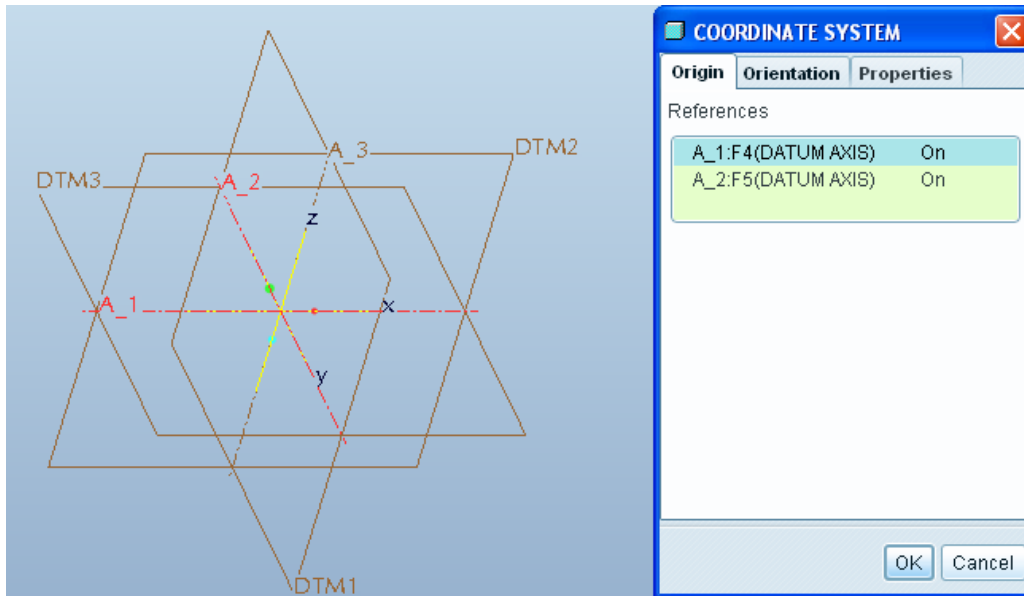 COORDINATE SYSTEM
Origin Orientation Properties
References
A_1:F4(DATUM AXIS) On
A_2:F5(DATUM AXIS) On
OK Cancel
A_3
DTM2
DTM3
A_2
z
A_1
x
y
DTM1